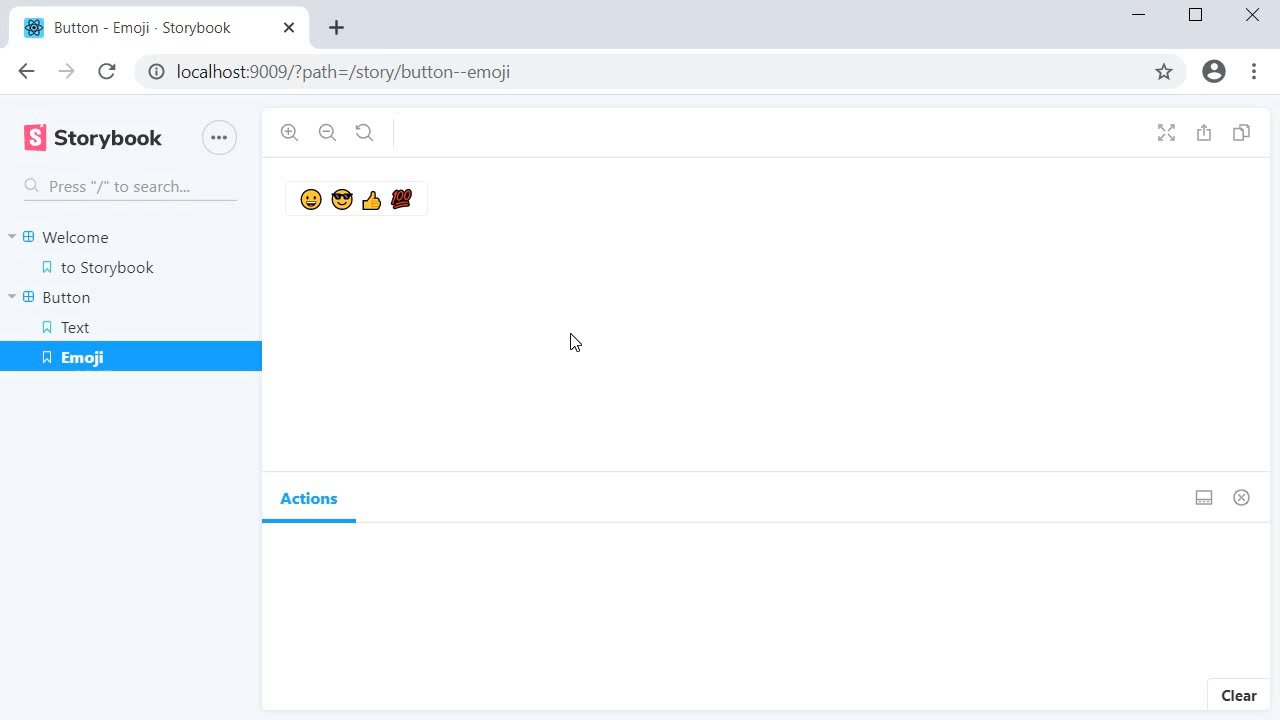 Button - Emoji · Storybook
localhost:9009/?path=/story/button--emoji
Storybook
Press "/" to search...
Welcome
to Storybook
Button
Text
Emoji
😀 😎 👍 💯
Actions
Clear